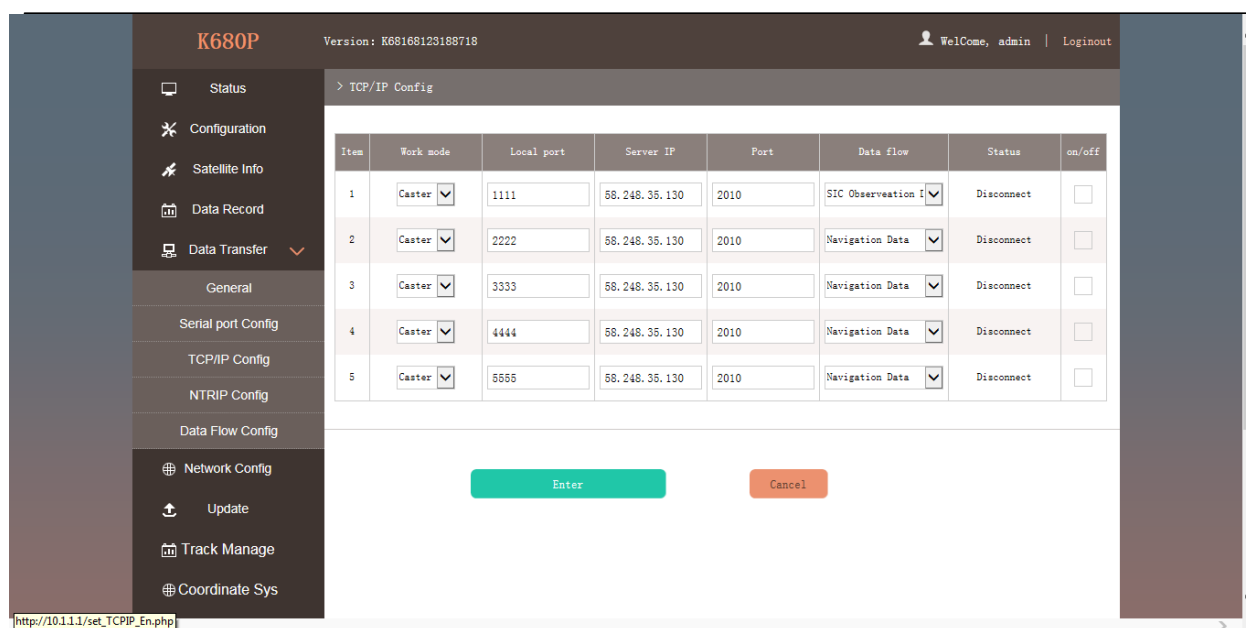 K680P
Version: K68168123188718
WelCome, admin | Loginout
Status
Configuration
Satellite Info
Data Record
Data Transfer
General
Serial port Config
TCP/IP Config
NTRIP Config
Data Flow Config
Network Config
Update
Track Manage
Coordinate Sys
> TCP/IP Config
Item Work mode Local port Server IP Port Data flow Status on/off
1 Caster 1111 58.248.35.130 2010 SIC Observeation Disconnect
2 Caster 2222 58.248.35.130 2010 Navigation Data Disconnect
3 Caster 3333 58.248.35.130 2010 Navigation Data Disconnect
4 Caster 4444 58.248.35.130 2010 Navigation Data Disconnect
5 Caster 5555 58.248.35.130 2010 Navigation Data Disconnect
Enter Cancel
http://10.1.1.1/set_TCPIP_En.php